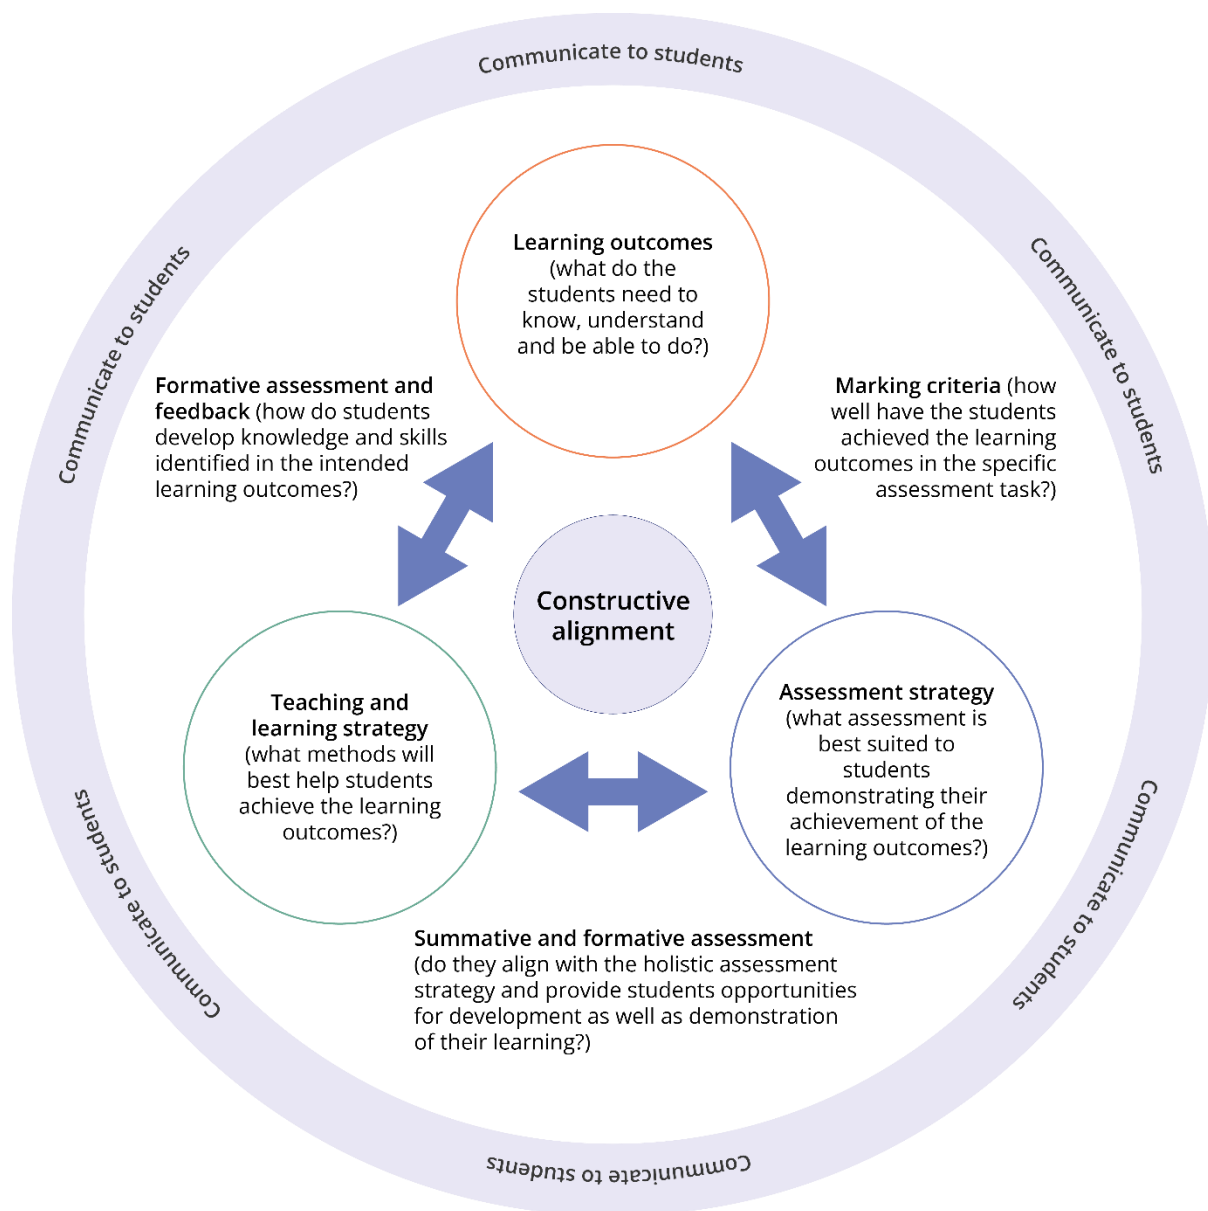 Communicate to students
Communicate to students
Communicate to students
Learning outcomes
(what do the
students need to
know, understand
and be able to do?)
Formative assessment and
feedback (how do students
develop knowledge and skills
identified in the intended
learning outcomes?)
Marking criteria (how
well have the students
achieved the learning
outcomes in the specific
assessment task?)
Constructive
alignment
Teaching and
learning strategy
(what methods will
best help students
achieve the learning
outcomes?)
Assessment strategy
(what assessment is
best suited to
students
demonstrating their
achievement of the
learning outcomes?)
Summative and formative assessment
(do they align with the holistic assessment
strategy and provide students opportunities
for development as well as demonstration
of their learning?)
Communicate to students
Communicate to students
Communicate to students